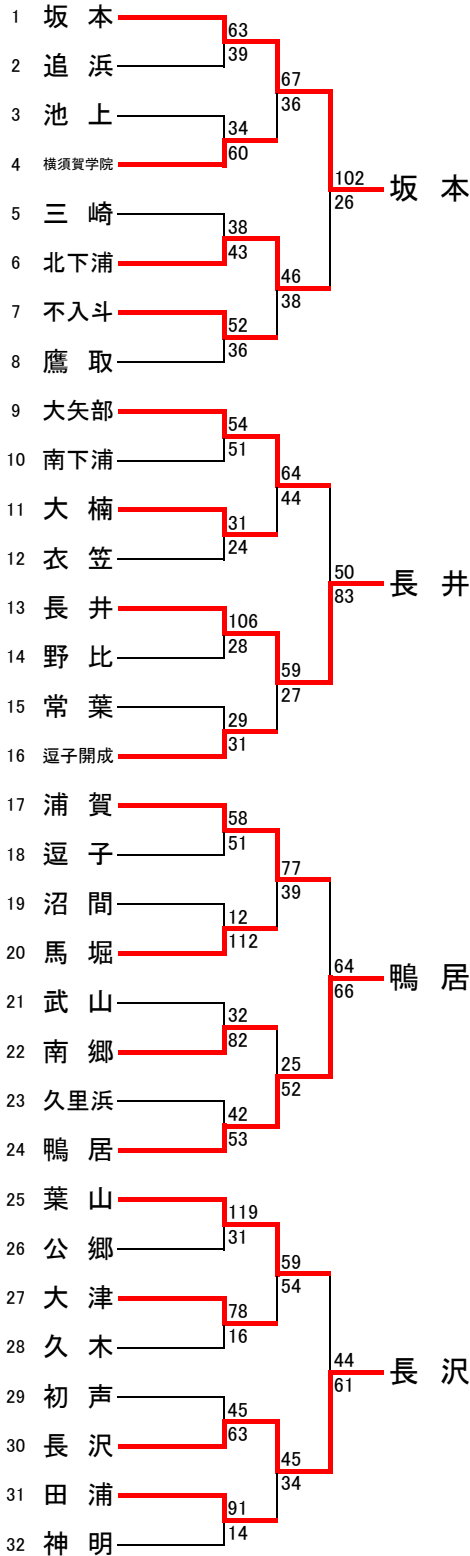 1 坂本
63
39
2 追浜
67
36
3 池上
34
60
4 横須賀学院
102
26
坂本
5 三崎
38
43
6 北下浦
46
38
7 不入斗
52
36
8 鷹取
9 大矢部
54
51
10 南下浦
64
44
11 大楠
31
24
12 衣笠
50
83
長井
13 長井
106
28
14 野比
59
27
15 常葉
29
31
16 逗子開成
17 浦賀
58
51
18 逗子
77
39
19 沼間
12
112
20 馬堀
64
66
鴨居
21 武山
32
82
22 南郷
25
52
23 久里浜
42
53
24 鴨居
25 葉山
119
31
26 公郷
59
54
27 大津
78
16
28 久木
44
61
長沢
29 初声
45
63
30 長沢
45
34
31 田浦
91
14
32 神明